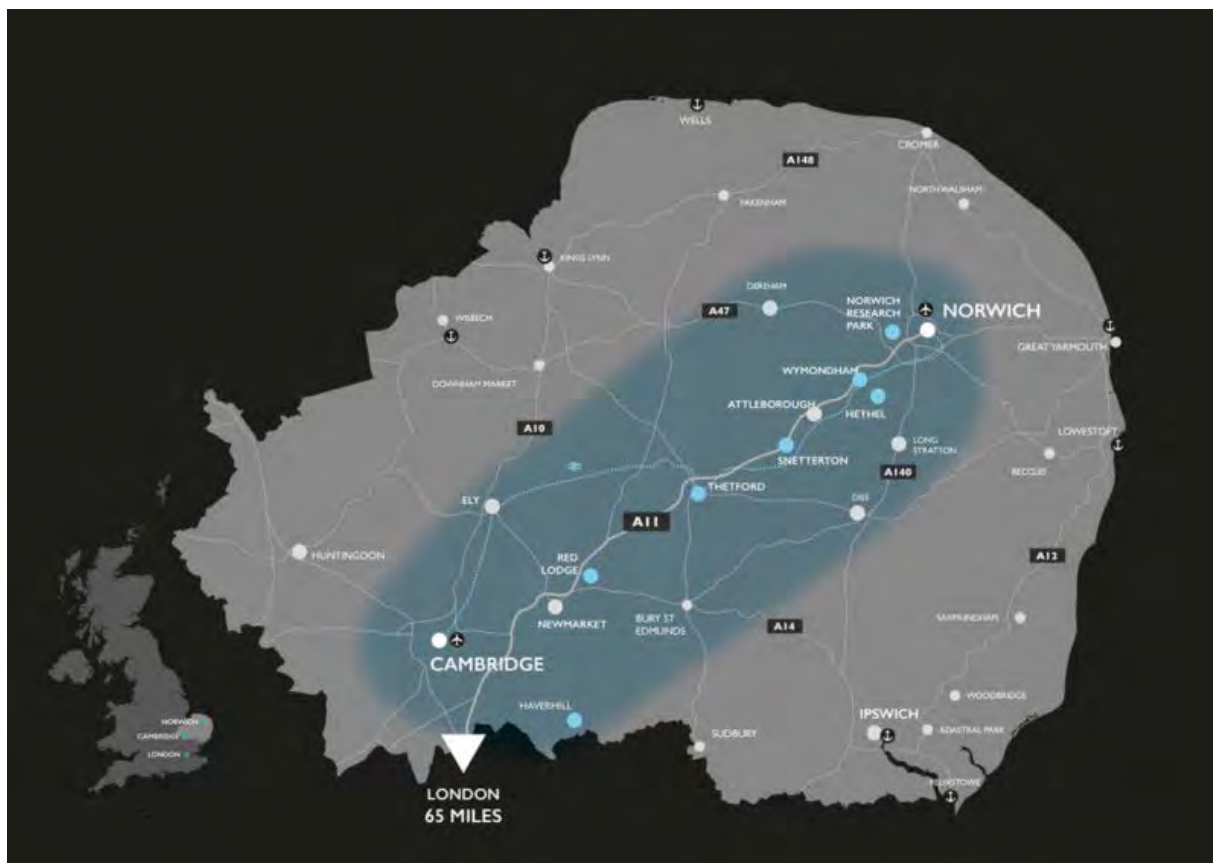 WELLS
CROMER
A148
NORTH WALSHAM
FAKENHAM
KINGS LYNN
DEREHAM
NORWICH
RESEARCH
PARK
NORWICH
A47
WISBECH
GREAT YARMOUTH
DOWNHAM MARKET
WYMONDHAM
ATTLEBOROUGH
HETHEL
A10
LOWESTOFT
LONG
STRATTON
SNETTERTON
BECCLES
A140
THETFORD
ELY
DISS
A11
HUNTINGDON
RED
LODGE
A12
NEWMARKET
BURY ST
EDMUNDS
A14
SAXMUNDHAM
CAMBRIDGE
HAVERHILL
WOODBRIDGE
IPSWICH
ADASTRAL PARK
SUDBURY
NORWICH
CAMBRIDGE
LONDON
FELIXSTOWE
LONDON
65 MILES